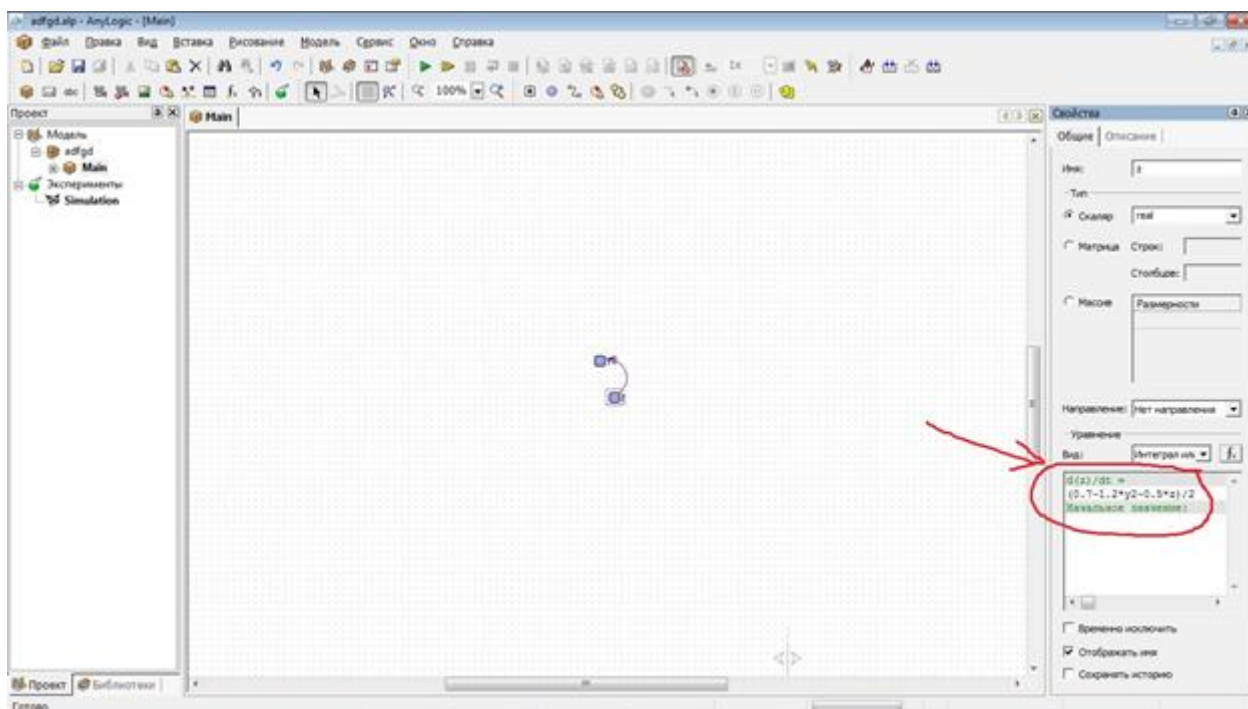 adfgd.alp - AnyLogic - [Main]
Файл Правка Вид Вставка Рисование Модель Сервис Окно Справка
100%
Проект
Main
Свойства
Модель
adfgd
Main
Эксперименты
Simulation
Общие Описание
Имя: z
Тип
Скаляр real
Матрица Строк:
Столбцов:
Массив Размерности
Направление: Нет направления
Уравнение
Вид: Интеграл или
d(z)/dt =
(0.7-1.2*y2-0.5*z)/2
Начальное значение:
Временно исключить
Отображать имя
Сохранять историю
Проект Библиотеки
Готово